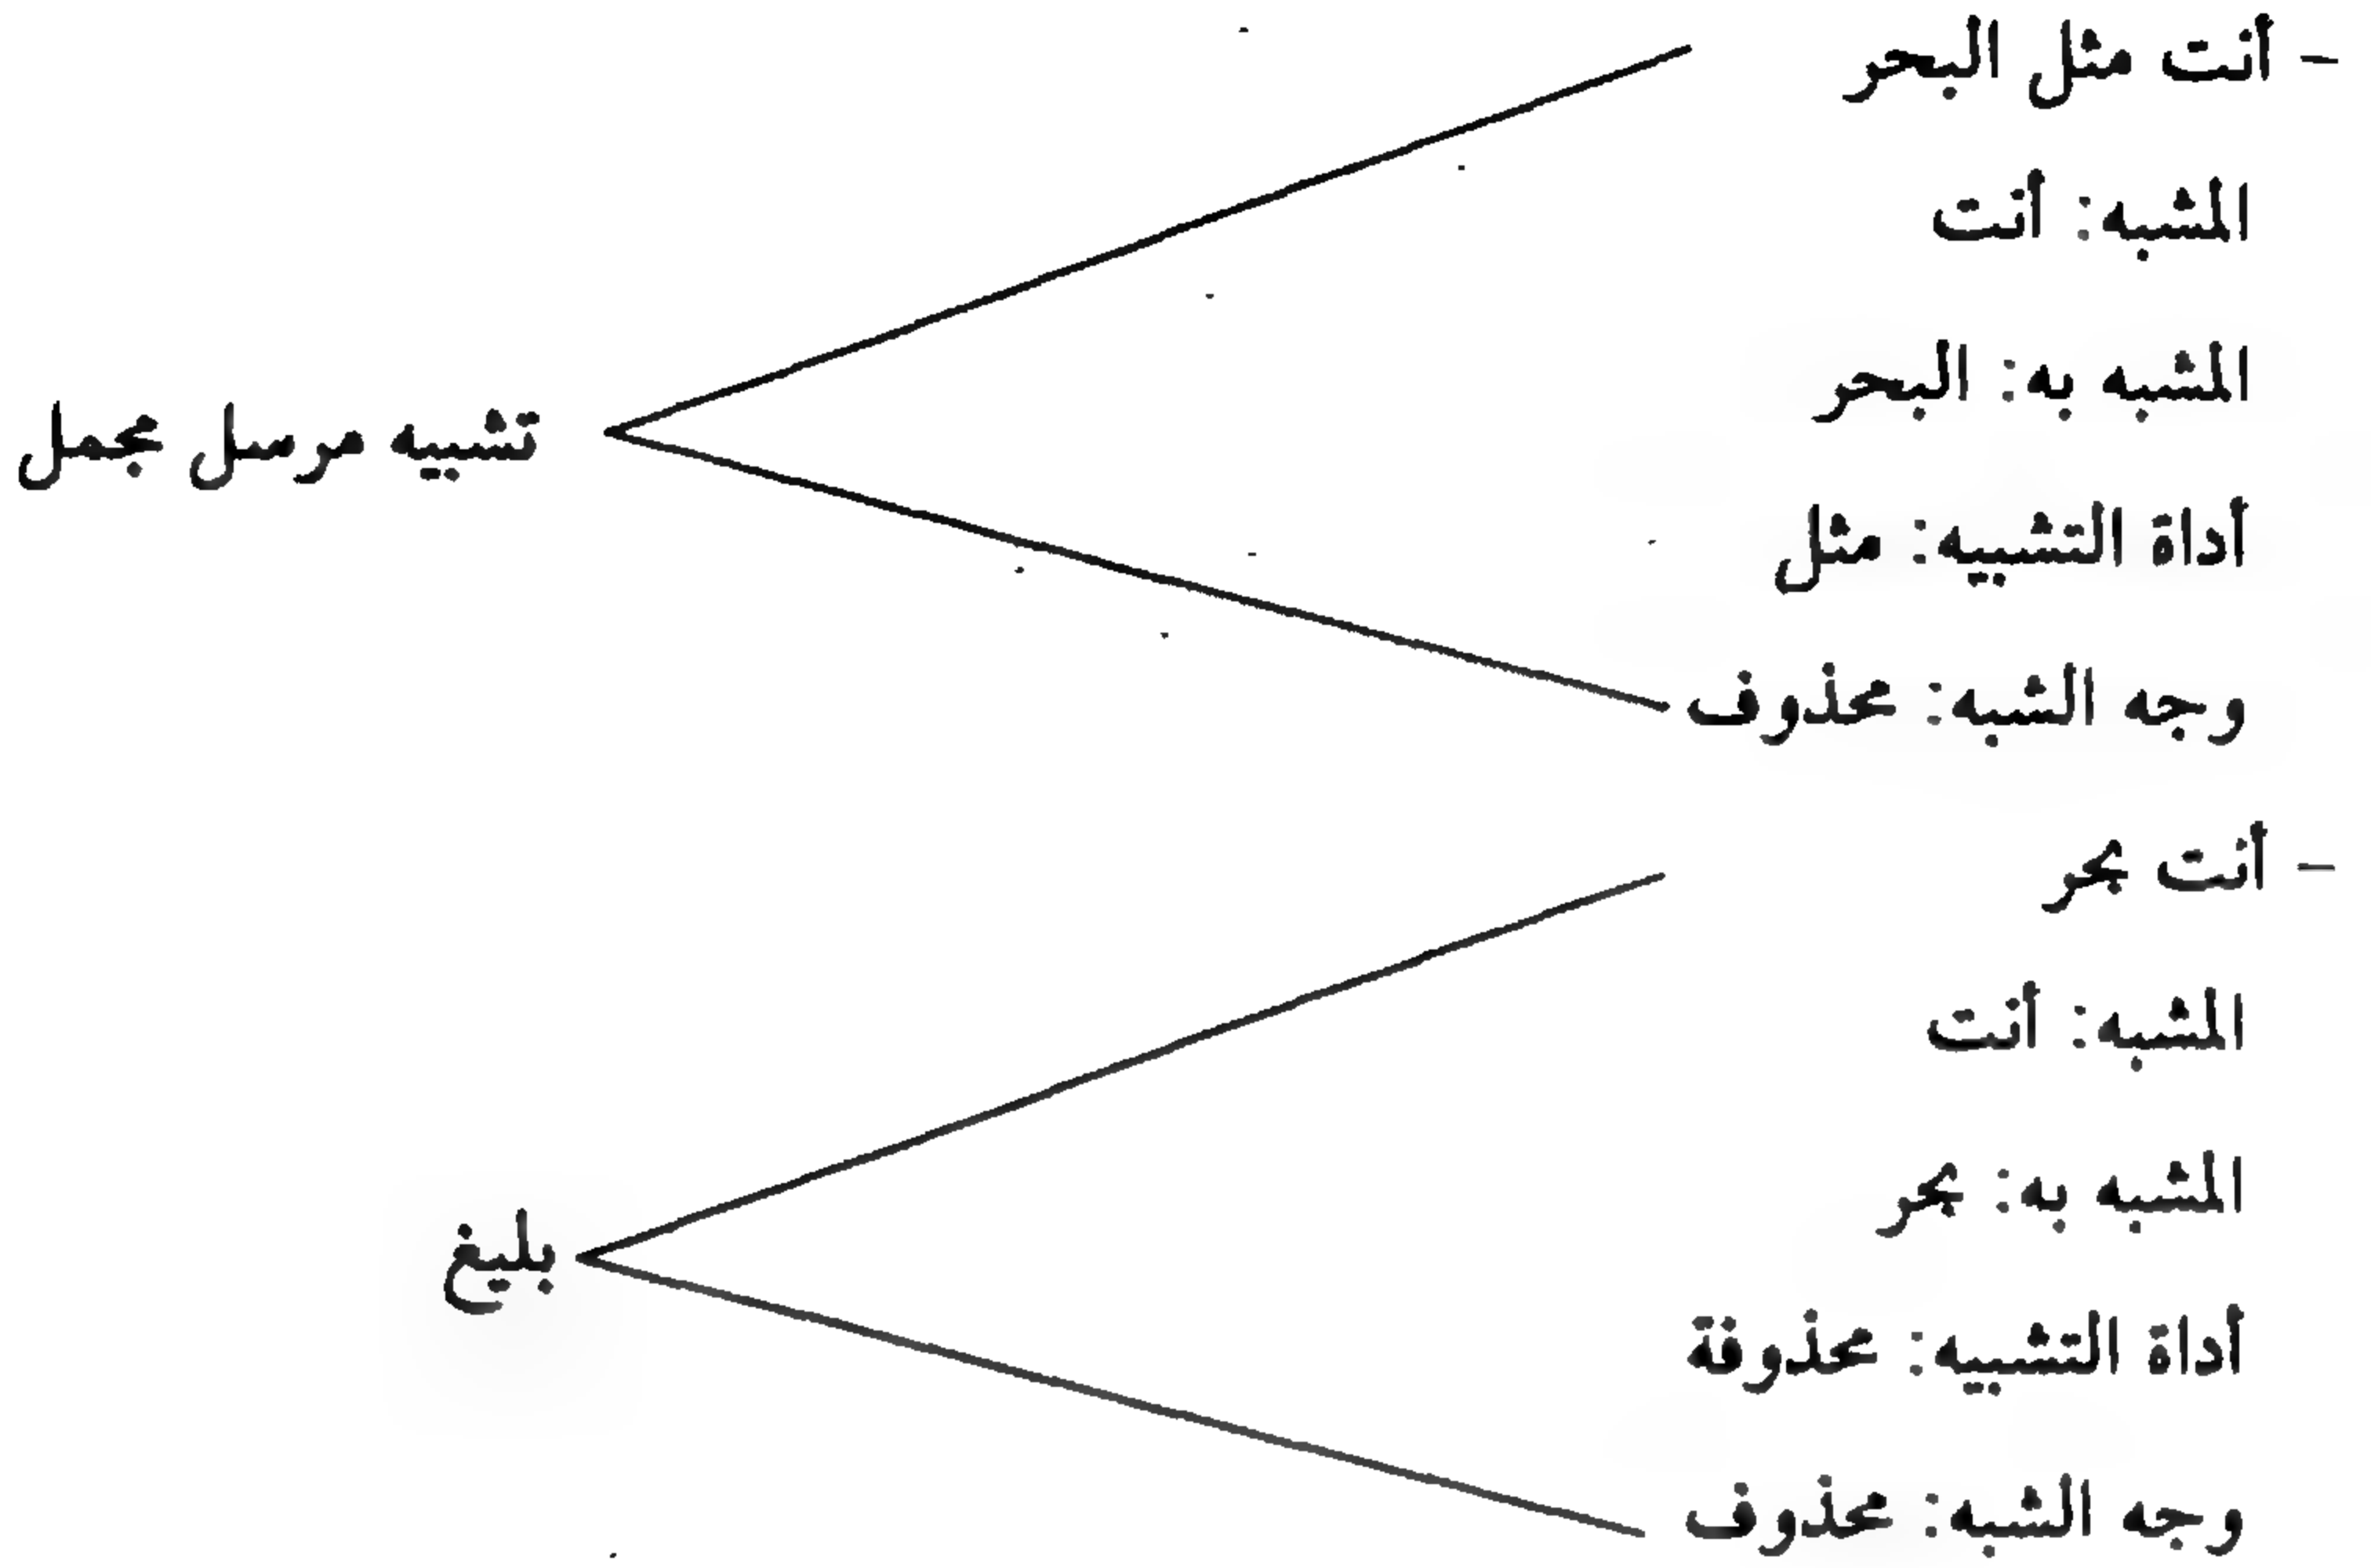 - أنت مثل البحر
المشبه: أنت
المشبه به: البحر
تشبيه مرسل مجمل
أداة التشبيه: مثل
وجه الشبه: محذوف
- أنت بحر
المشبه: أنت
المشبه به: بحر
بليغ
أداة التشبيه: محذوفة
وجه الشبه: محذوف